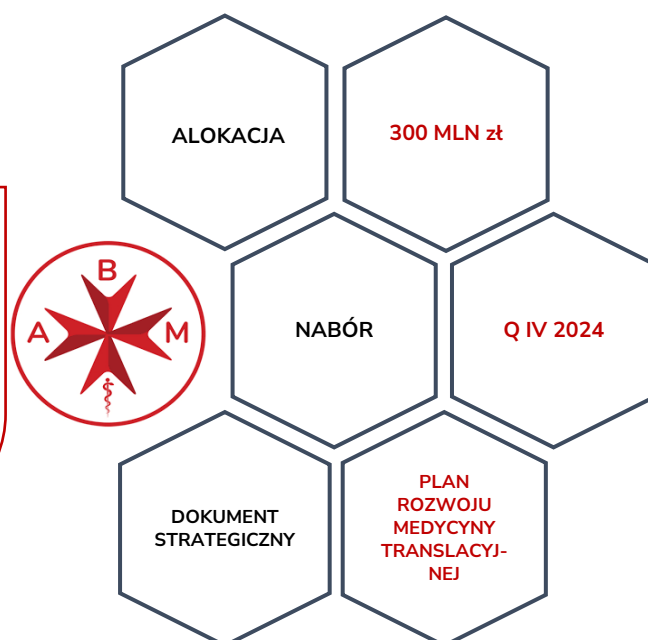 ALOKACJA
300 MLN zł
B
A
M
NABÓR
Q IV 2024
DOKUMENT
STRATEGICZNY
PLAN
ROZWOJU
MEDYCYNY
TRANSLACYJ-
NEJ